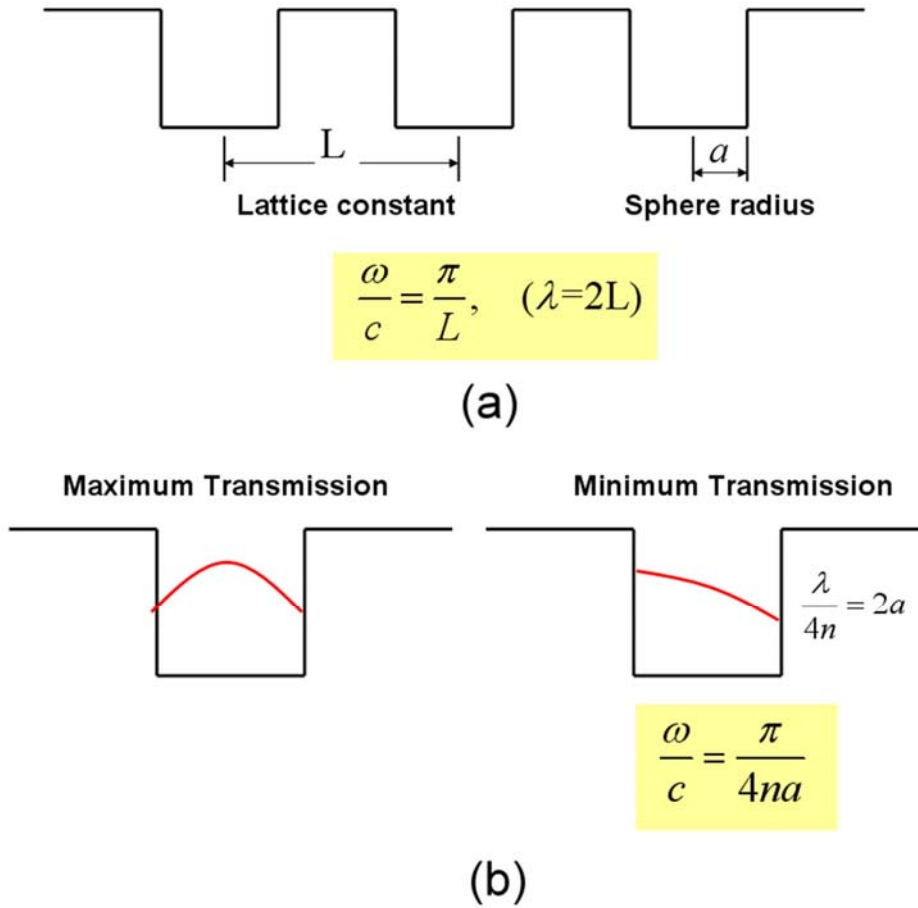 L
a
Lattice constant
Sphere radius
ω/c = π/L, (λ=2L)
(a)
Maximum Transmission
Minimum Transmission
λ/4n = 2a
ω/c = π/4na
(b)